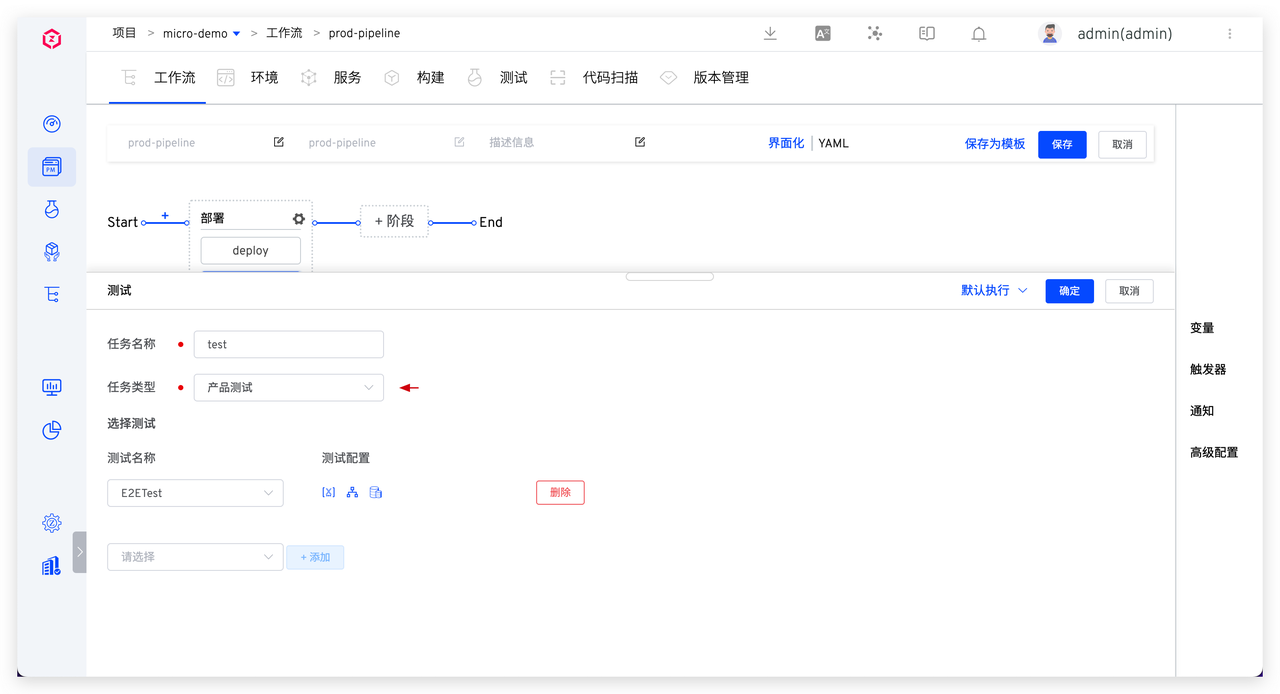 项目 > micro-demo > 工作流 > prod-pipeline
admin(admin)
工作流 环境 服务 构建 测试 代码扫描 版本管理
prod-pipeline prod-pipeline 描述信息 界面化 | YAML 保存为模板 保存 取消
Start + 部署 + 阶段 End
deploy
测试 默认执行 确定 取消
任务名称 test
任务类型 产品测试
选择测试
测试名称 测试配置
E2ETest 删除
请选择 + 添加
变量
触发器
通知
高级配置